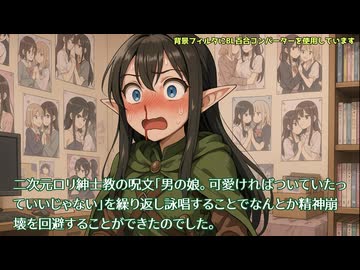 背景フィルタにBL百合コンバーターを使用しています
二次元ロリ紳士教の呪文「男の娘。可愛ければついていたっ
ていいじゃない」を繰り返し詠唱することでなんとか精神崩
壊を回避することができたのでした。